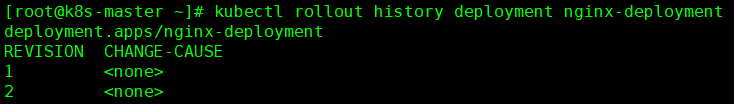 [root@k8s-master ~]# kubectl rollout history deployment nginx-deployment
deployment.apps/nginx-deployment
REVISION  CHANGE-CAUSE
1         <none>
2         <none>